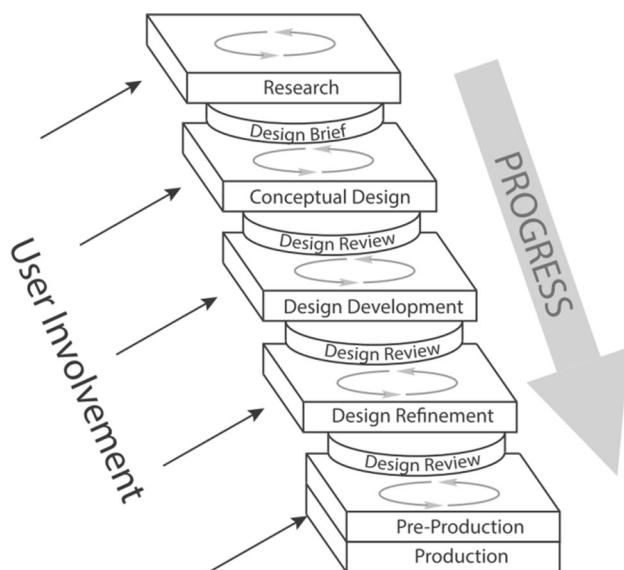 Research
Design Brief
Conceptual Design
Design Review
Design Development
Design Review
Design Refinement
Design Review
Pre-Production
Production
User Involvement
PROGRESS